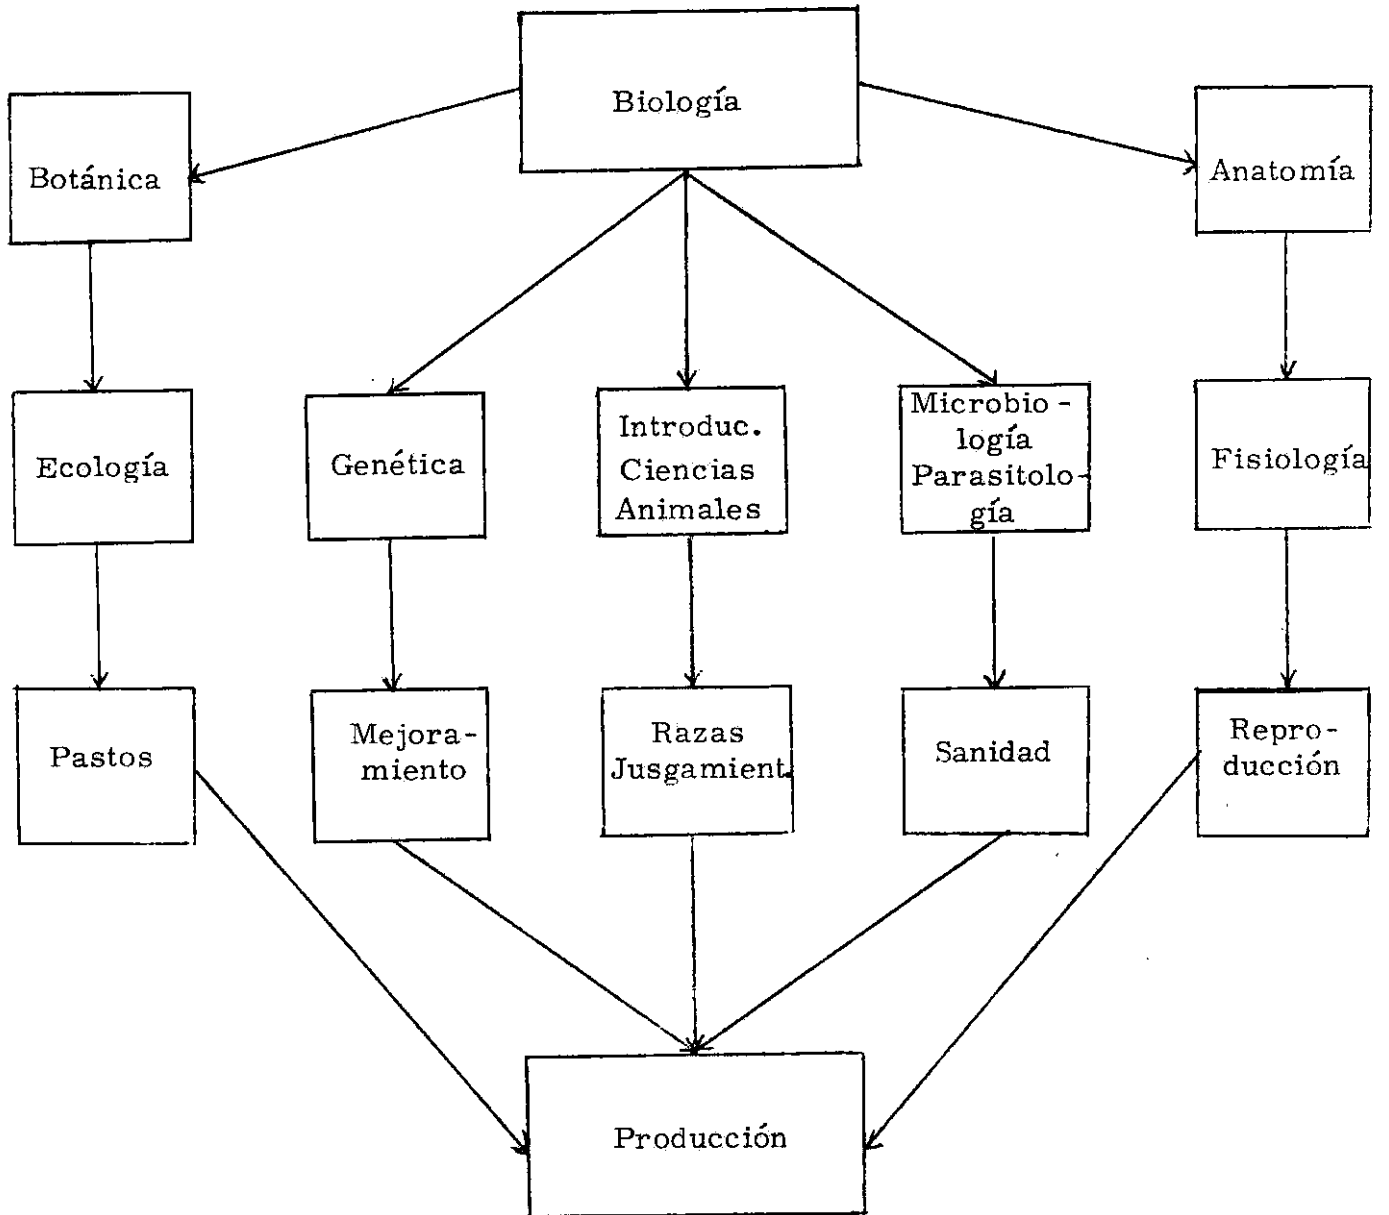 Biología
Botánica
Anatomía
Ecología
Genética
Introduc.
Ciencias
Animales
Microbio-
logía
Parasitolo-
gía
Fisiología
Pastos
Mejora-
miento
Razas
Jusgamient.
Sanidad
Repro-
ducción
Producción